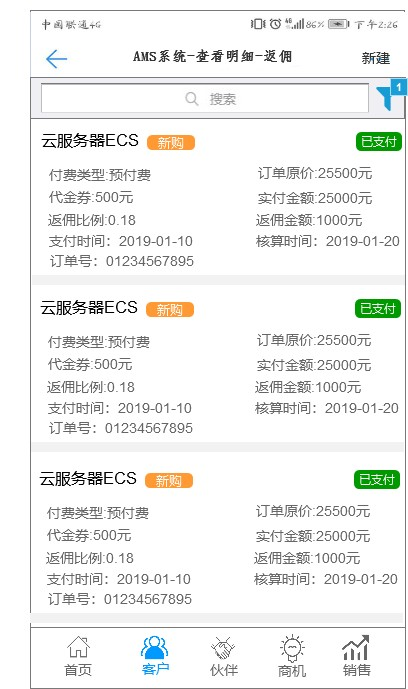 中国联通4G 4G 86% 下午2:26
AMS系统-查看明细-返佣 新建
搜索 1
云服务器ECS 新购 已支付
付费类型:预付费 订单原价:25500元
代金券:500元 实付金额:25000元
返佣比例:0.18 返佣金额:1000元
支付时间：2019-01-10 核算时间：2019-01-20
订单号：01234567895
云服务器ECS 新购 已支付
付费类型:预付费 订单原价:25500元
代金券:500元 实付金额:25000元
返佣比例:0.18 返佣金额:1000元
支付时间：2019-01-10 核算时间：2019-01-20
订单号：01234567895
云服务器ECS 新购 已支付
付费类型:预付费 订单原价:25500元
代金券:500元 实付金额:25000元
返佣比例:0.18 返佣金额:1000元
支付时间：2019-01-10 核算时间：2019-01-20
订单号：01234567895
首页 客户 伙伴 商机 销售